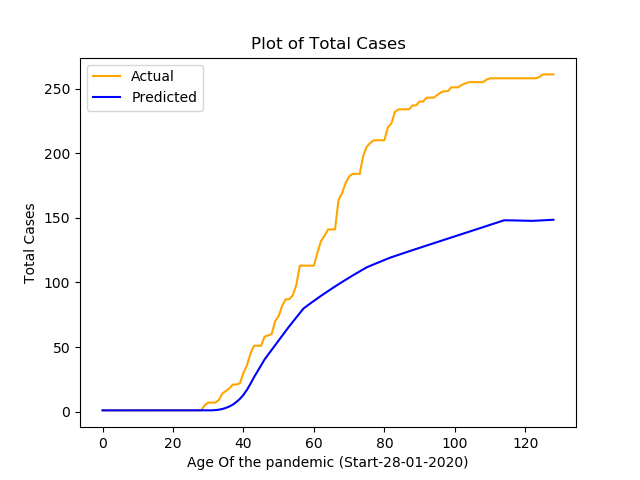 Plot of Total Cases
Actual
Predicted
250
200
150
100
50
0
Total Cases
0 20 40 60 80 100 120
Age Of the pandemic (Start-28-01-2020)